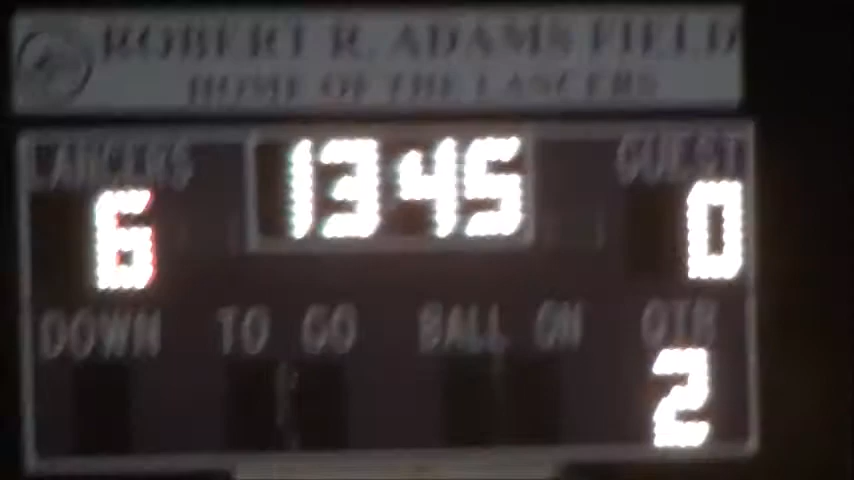 ROBERT R. ADAMS FIELD
HOME OF THE LANCERS
LANCERS 13 45 GUEST
6 0
DOWN TO GO BALL ON QTR
2